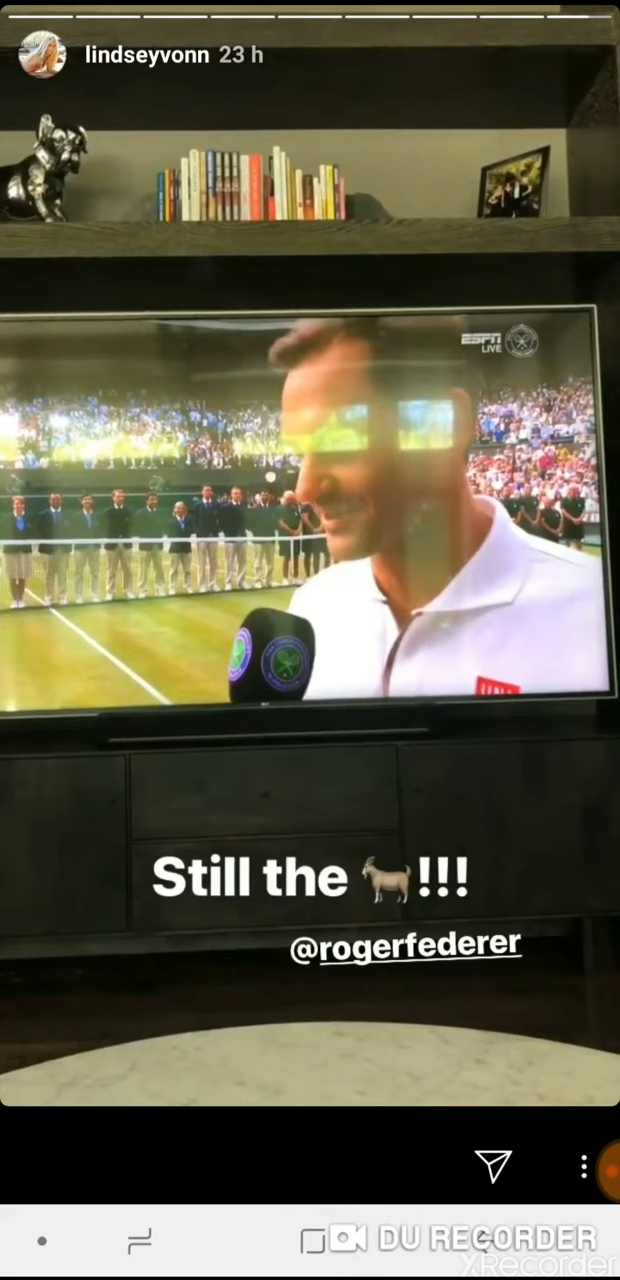 lindseyvonn 23 h
ESPN
LIVE
Still the 🐐!!!
@rogerfederer
DU RECORDER
XRecorder